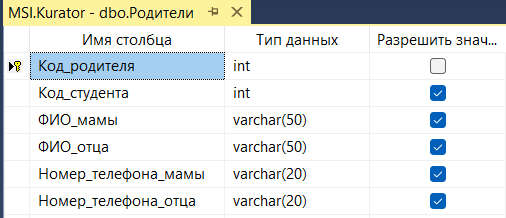 MSI.Kurator - dbo.Родители
Имя столбца Тип данных Разрешить знач...
Код_родителя int
Код_студента int
ФИО_мамы varchar(50)
ФИО_отца varchar(50)
Номер_телефона_мамы varchar(20)
Номер_телефона_отца varchar(20)